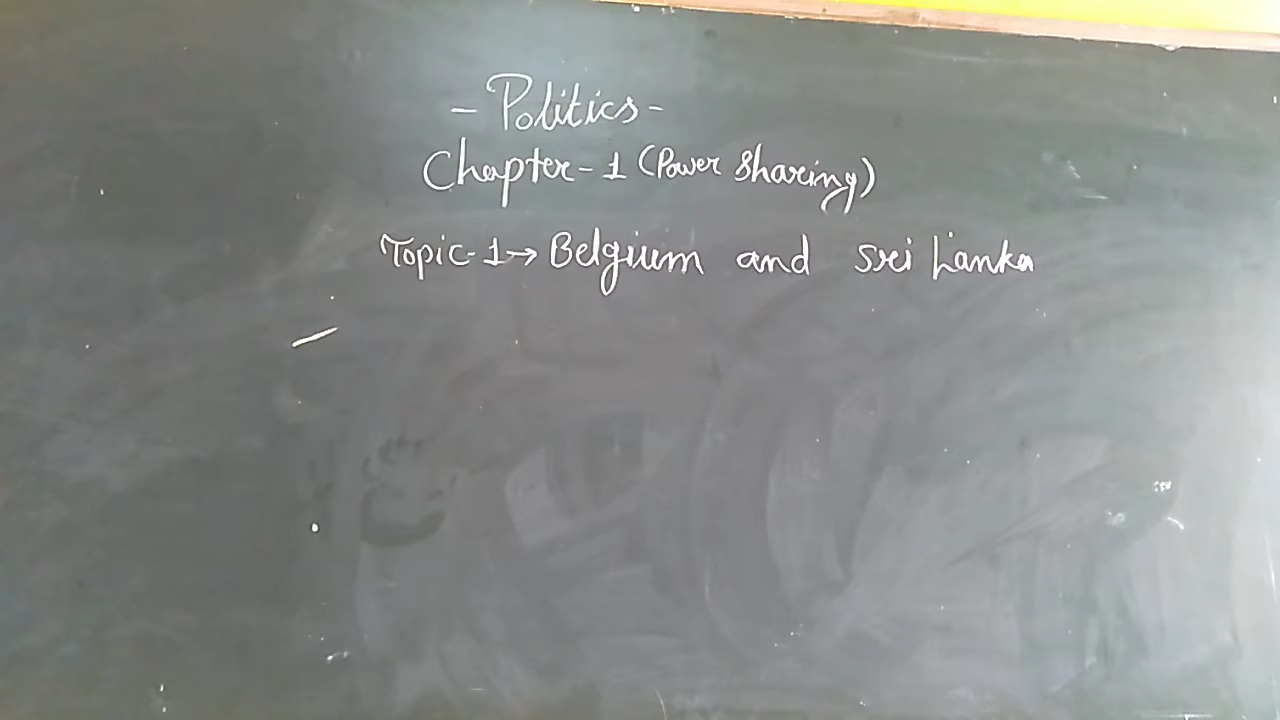 - Politics -
Chapter - 1 (Power Sharing)
Topic - 1 → Belgium and Sri Lanka